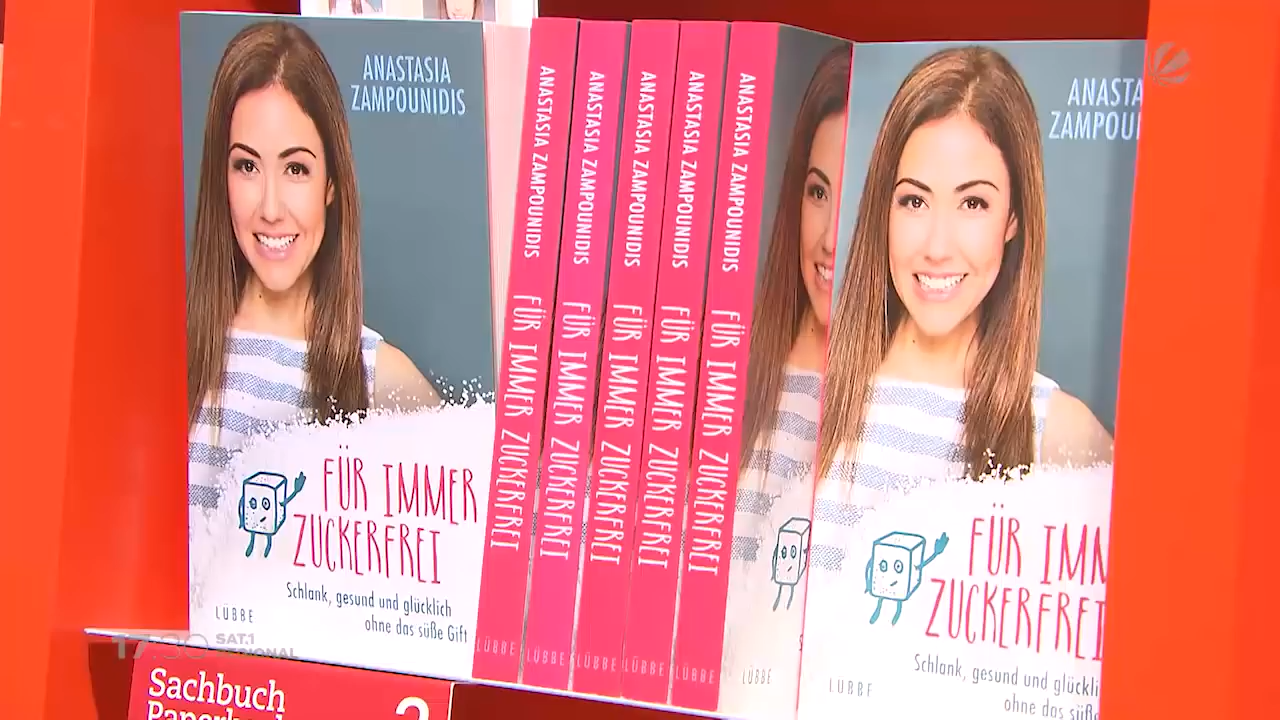 ANASTASIA
ZAMPOUNIDIS
FÜR IMMER
ZUCKERFREI
Schlank, gesund und glücklich
ohne das süße Gift
LÜBBE
ANASTASIA ZAMPOUNIDIS FÜR IMMER ZUCKERFREI LÜBBE
ANASTASIA ZAMPOUNIDIS FÜR IMMER ZUCKERFREI LÜBBE
ANASTASIA ZAMPOUNIDIS FÜR IMMER ZUCKERFREI LÜBBE
ANASTASIA ZAMPOUNIDIS FÜR IMMER ZUCKERFREI LÜBBE
ANASTASIA ZAMPOUNIDIS FÜR IMMER ZUCKERFREI
LÜBBE
ANASTA
ZAMPOU
FÜR IMM
ZUCKERFREI
Schlank, gesund und glückli
ohne das süße
LÜBBE
17:30 SAT.1
REGIONAL
Sachbuch
2